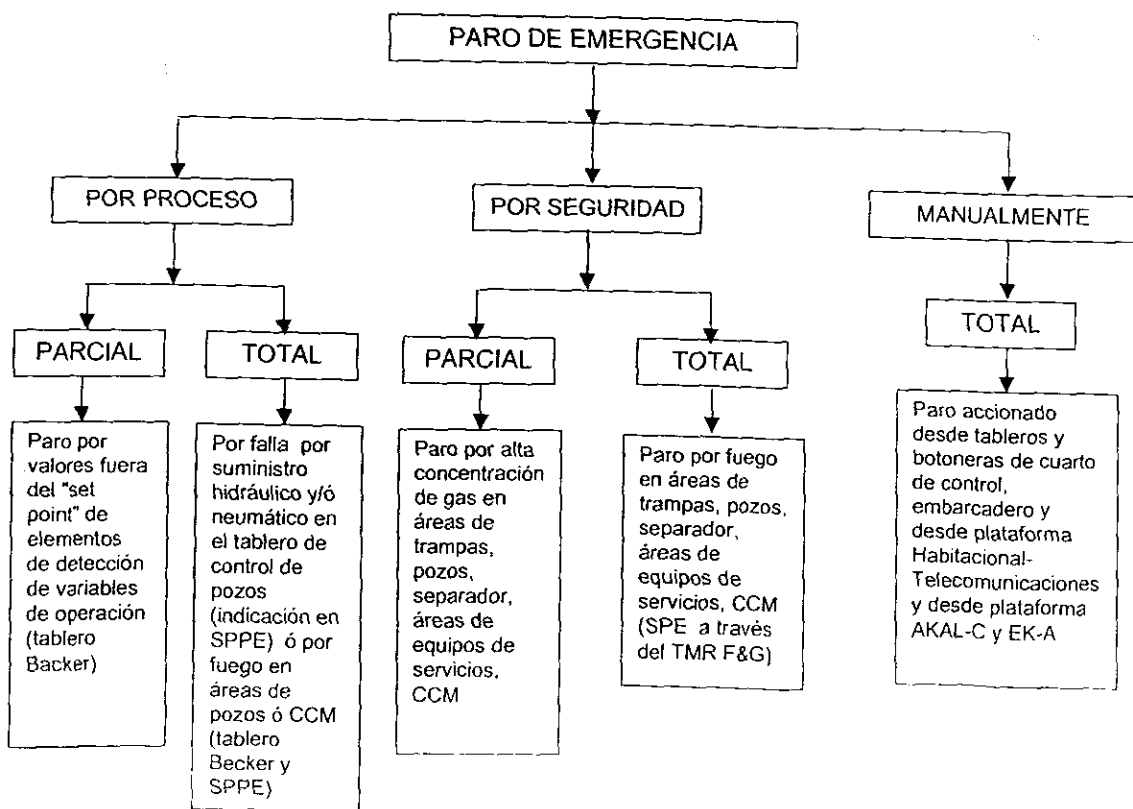 PARO DE EMERGENCIA
POR PROCESO
POR SEGURIDAD
MANUALMENTE
PARCIAL
TOTAL
PARCIAL
TOTAL
TOTAL
Paro por
valores fuera
del "set
point" de
elementos
de detección
de variables
de operación
(tablero
Backer)
Por falla por
suministro
hidráulico y/ó
neumático en
el tablero de
control de
pozos
(indicación en
SPPE) ó por
fuego en
áreas de
pozos ó CCM
(tablero
Becker y
SPPE)
Paro por alta
concentración
de gas en
áreas de
trampas,
pozos,
separador,
áreas de
equipos de
servicios,
CCM
Paro por fuego
en áreas de
trampas, pozos,
separador,
áreas de
equipos de
servicios, CCM
(SPE a través
del TMR F&G)
Paro accionado
desde tableros y
botoneras de cuarto
de control,
embarcadero y
desde plataforma
Habitacional-
Telecomunicaciones
y desde plataforma
AKAL-C y EK-A